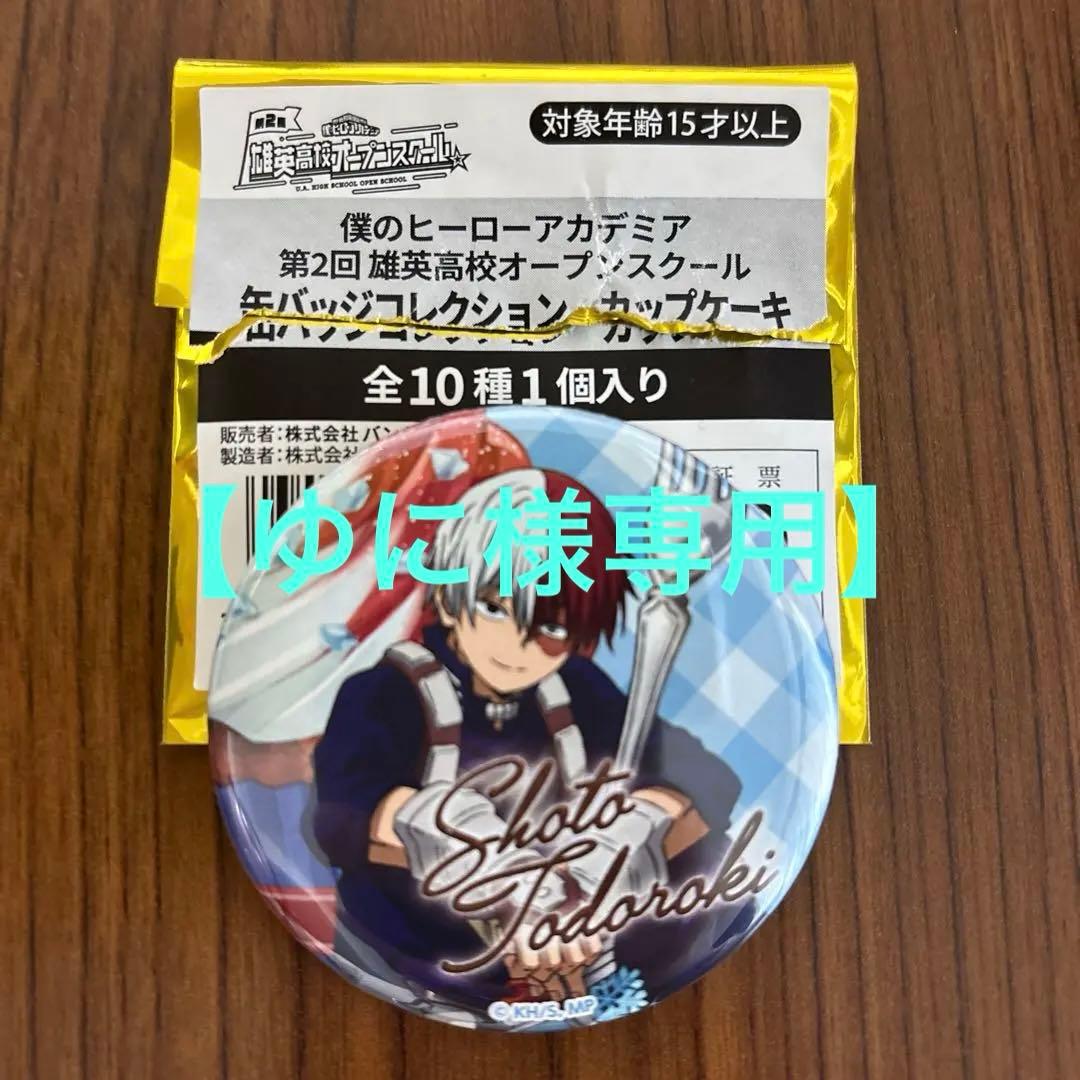 対象年齢15才以上
第2回
僕のヒーローアカデミア
雄英高校オープンスクール
U.A. HIGH SCHOOL OPEN SCHOOL
僕のヒーローアカデミア
第2回 雄英高校オープンスクール
缶バッジコレクション カップケーキ
全10種1個入り
販売者:株式会社 バン
製造者:株式会社
証 票
【ゆに様専用】
Shoto
Todoroki
© KH/S, MP